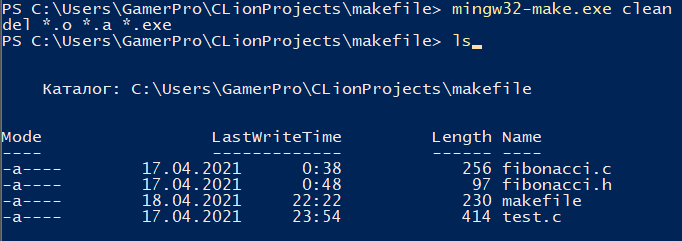 PS C:\Users\GamerPro\CLionProjects\makefile> mingw32-make.exe clean
del *.o *.a *.exe
PS C:\Users\GamerPro\CLionProjects\makefile> ls_
Каталог: C:\Users\GamerPro\CLionProjects\makefile
Mode LastWriteTime Length Name
---- ------------- ------ ----
-a---- 17.04.2021 0:38 256 fibonacci.c
-a---- 17.04.2021 0:48 97 fibonacci.h
-a---- 18.04.2021 22:22 230 makefile
-a---- 17.04.2021 23:54 414 test.c